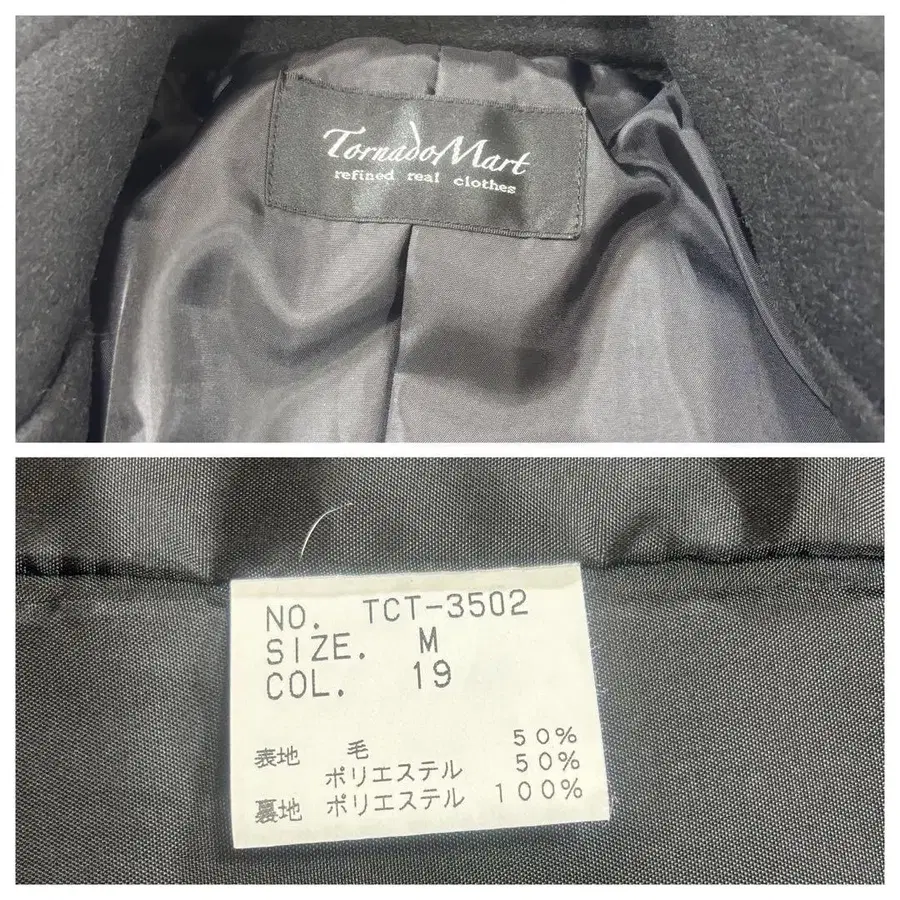 TornadoMart
refined real clothes
NO. TCT-3502
SIZE. M
COL. 19
表地 毛 50%
ポリエステル 50%
裏地 ポリエステル 100%